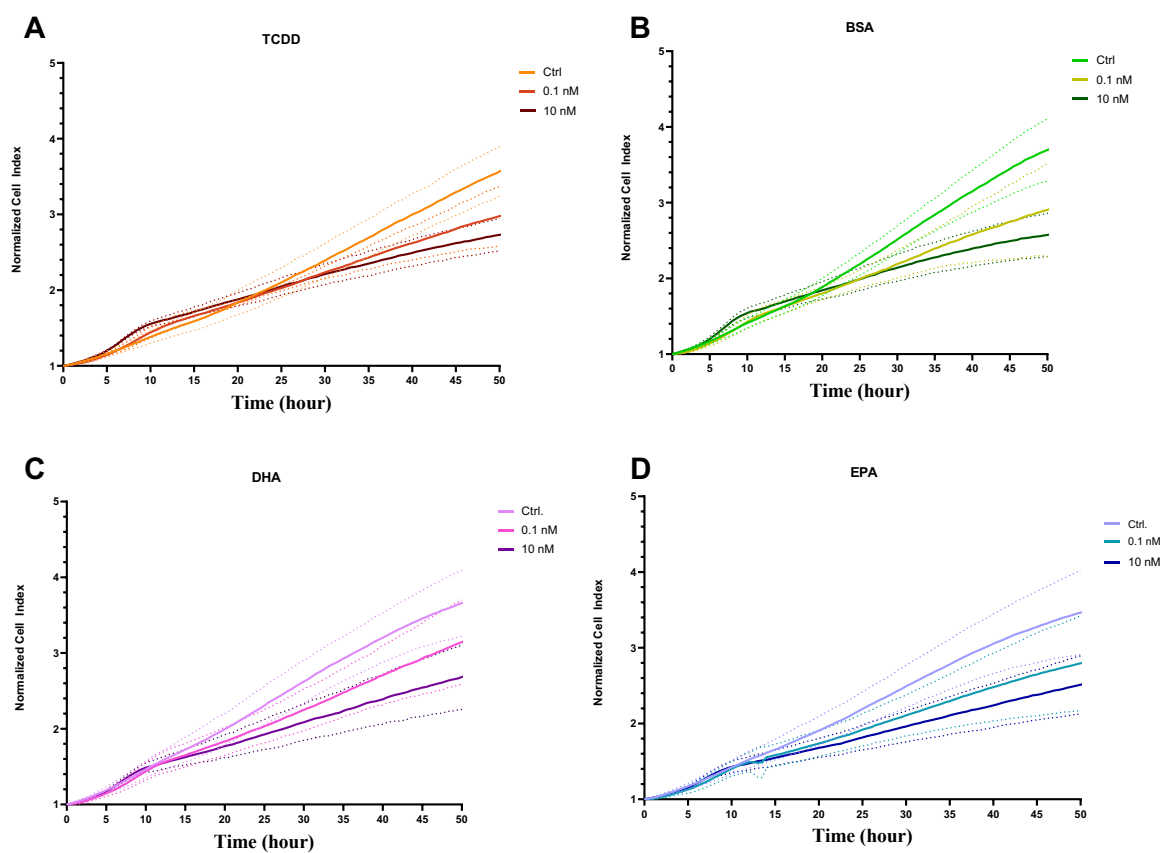 A
TCDD
Normalized Cell Index
5
4
3
2
1
0 5 10 15 20 25 30 35 40 45 50
Time (hour)
Ctrl
0.1 nM
10 nM
B
BSA
Normalized Cell Index
5
4
3
2
1
0 5 10 15 20 25 30 35 40 45 50
Time (hour)
Ctrl
0.1 nM
10 nM
C
DHA
Normalized Cell Index
5
4
3
2
1
0 5 10 15 20 25 30 35 40 45 50
Time (hour)
Ctrl.
0.1 nM
10 nM
D
EPA
Normalized Cell Index
5
4
3
2
1
0 5 10 15 20 25 30 35 40 45 50
Time (hour)
Ctrl.
0.1 nM
10 nM